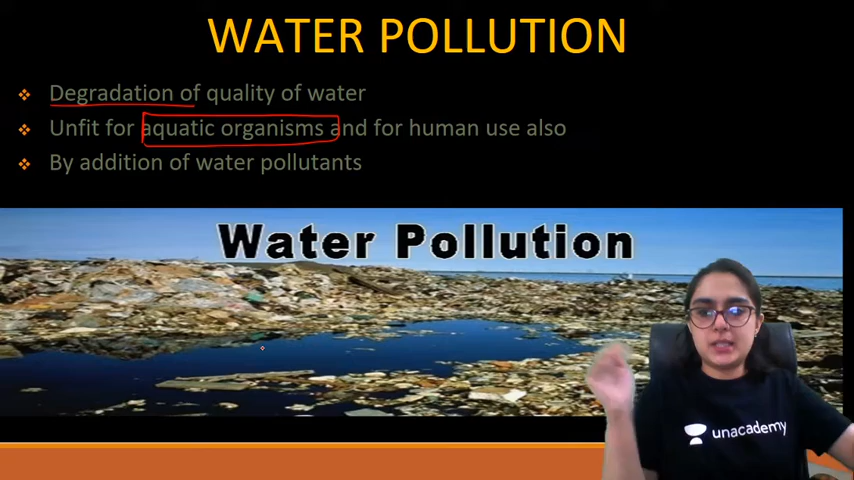 WATER POLLUTION
Degradation of quality of water
Unfit for aquatic organisms and for human use also
By addition of water pollutants
Water Pollution
unacademy